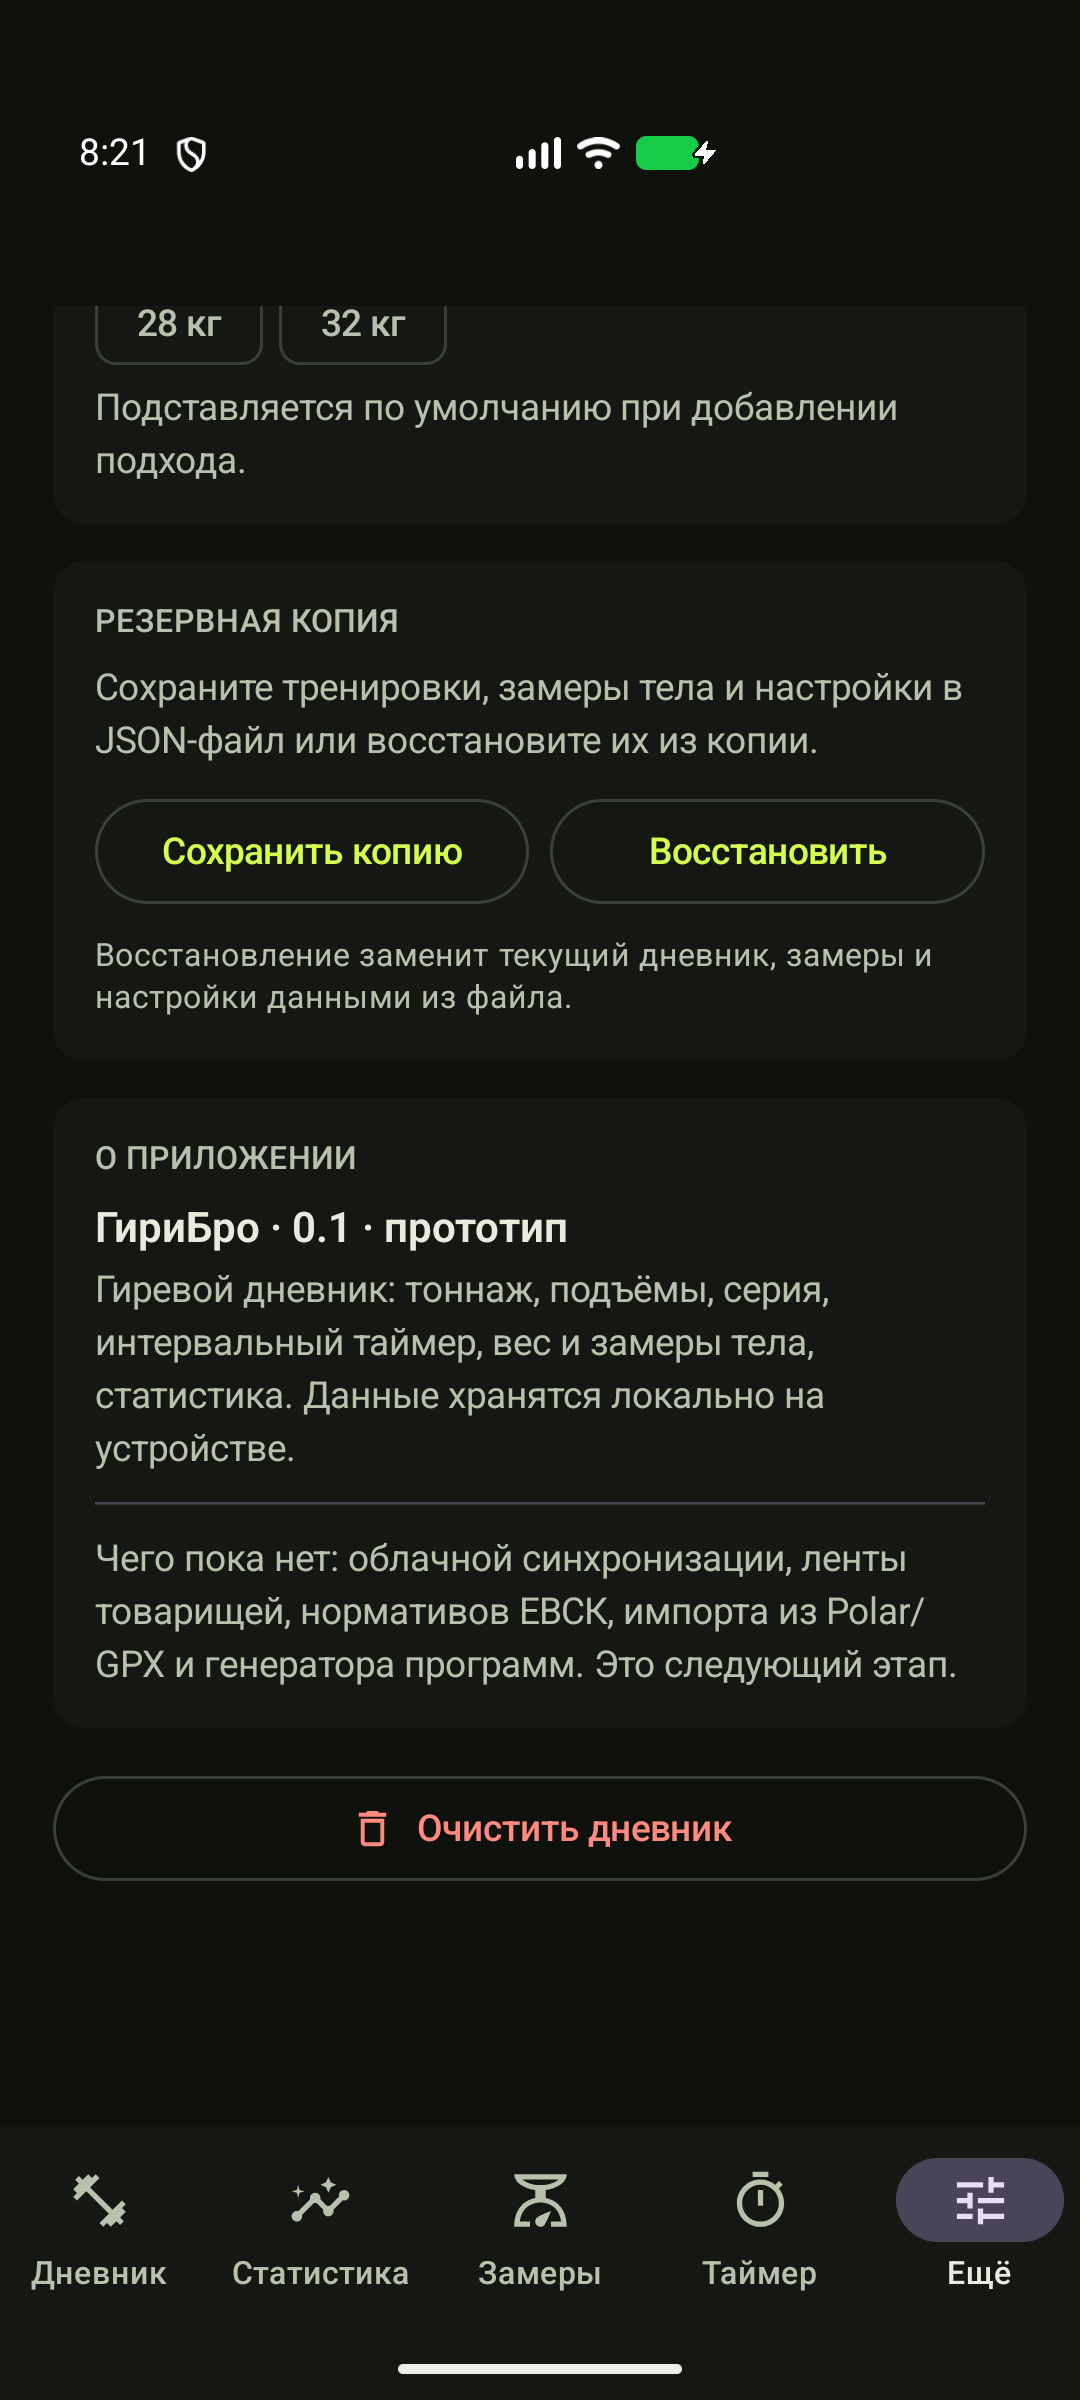 8:21
28 кг
32 кг
Подставляется по умолчанию при добавлении
подхода.
РЕЗЕРВНАЯ КОПИЯ
Сохраните тренировки, замеры тела и настройки в
JSON-файл или восстановите их из копии.
Сохранить копию
Восстановить
Восстановление заменит текущий дневник, замеры и
настройки данными из файла.
О ПРИЛОЖЕНИИ
ГириБро · 0.1 · прототип
Гиревой дневник: тоннаж, подъёмы, серия,
интервальный таймер, вес и замеры тела,
статистика. Данные хранятся локально на
устройстве.
Чего пока нет: облачной синхронизации, ленты
товарищей, нормативов ЕВСК, импорта из Polar/
GPX и генератора программ. Это следующий этап.
Очистить дневник
Дневник
Статистика
Замеры
Таймер
Ещё